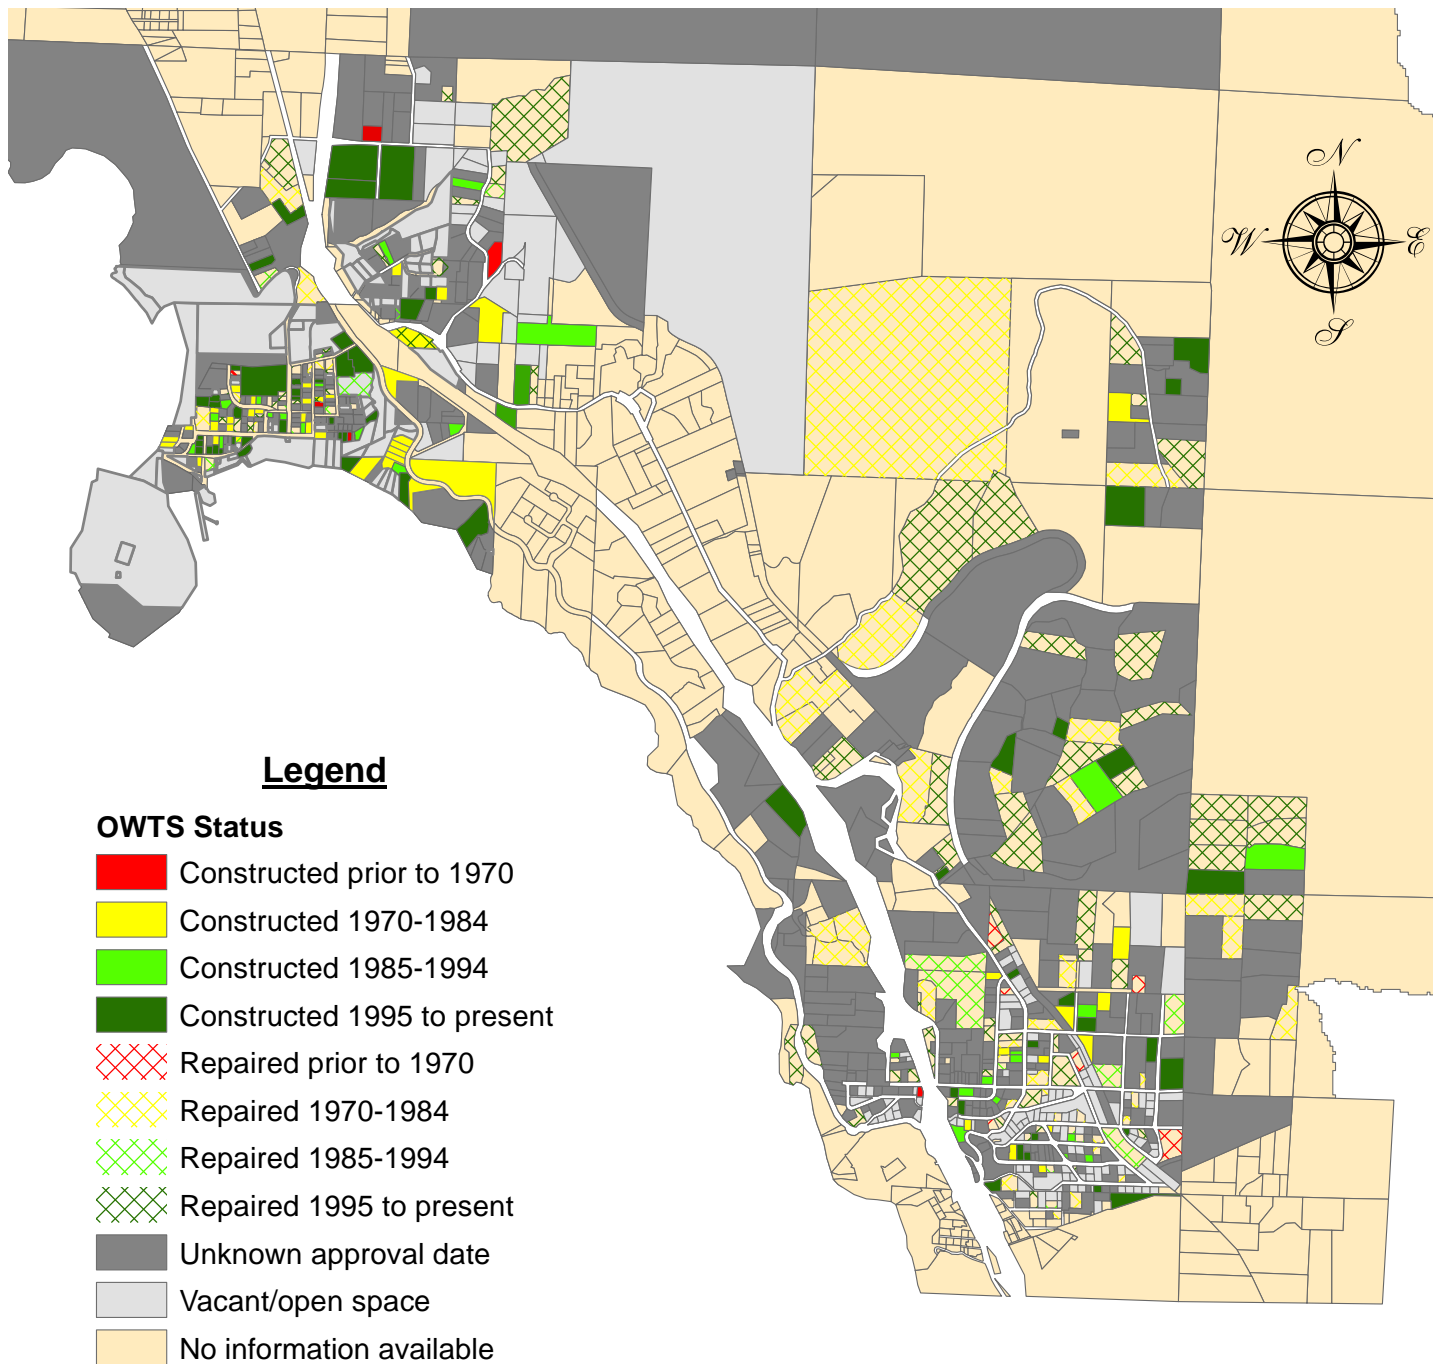 N
W
E
S
Legend
OWTS Status
Constructed prior to 1970
Constructed 1970-1984
Constructed 1985-1994
Constructed 1995 to present
Repaired prior to 1970
Repaired 1970-1984
Repaired 1985-1994
Repaired 1995 to present
Unknown approval date
Vacant/open space
No information available